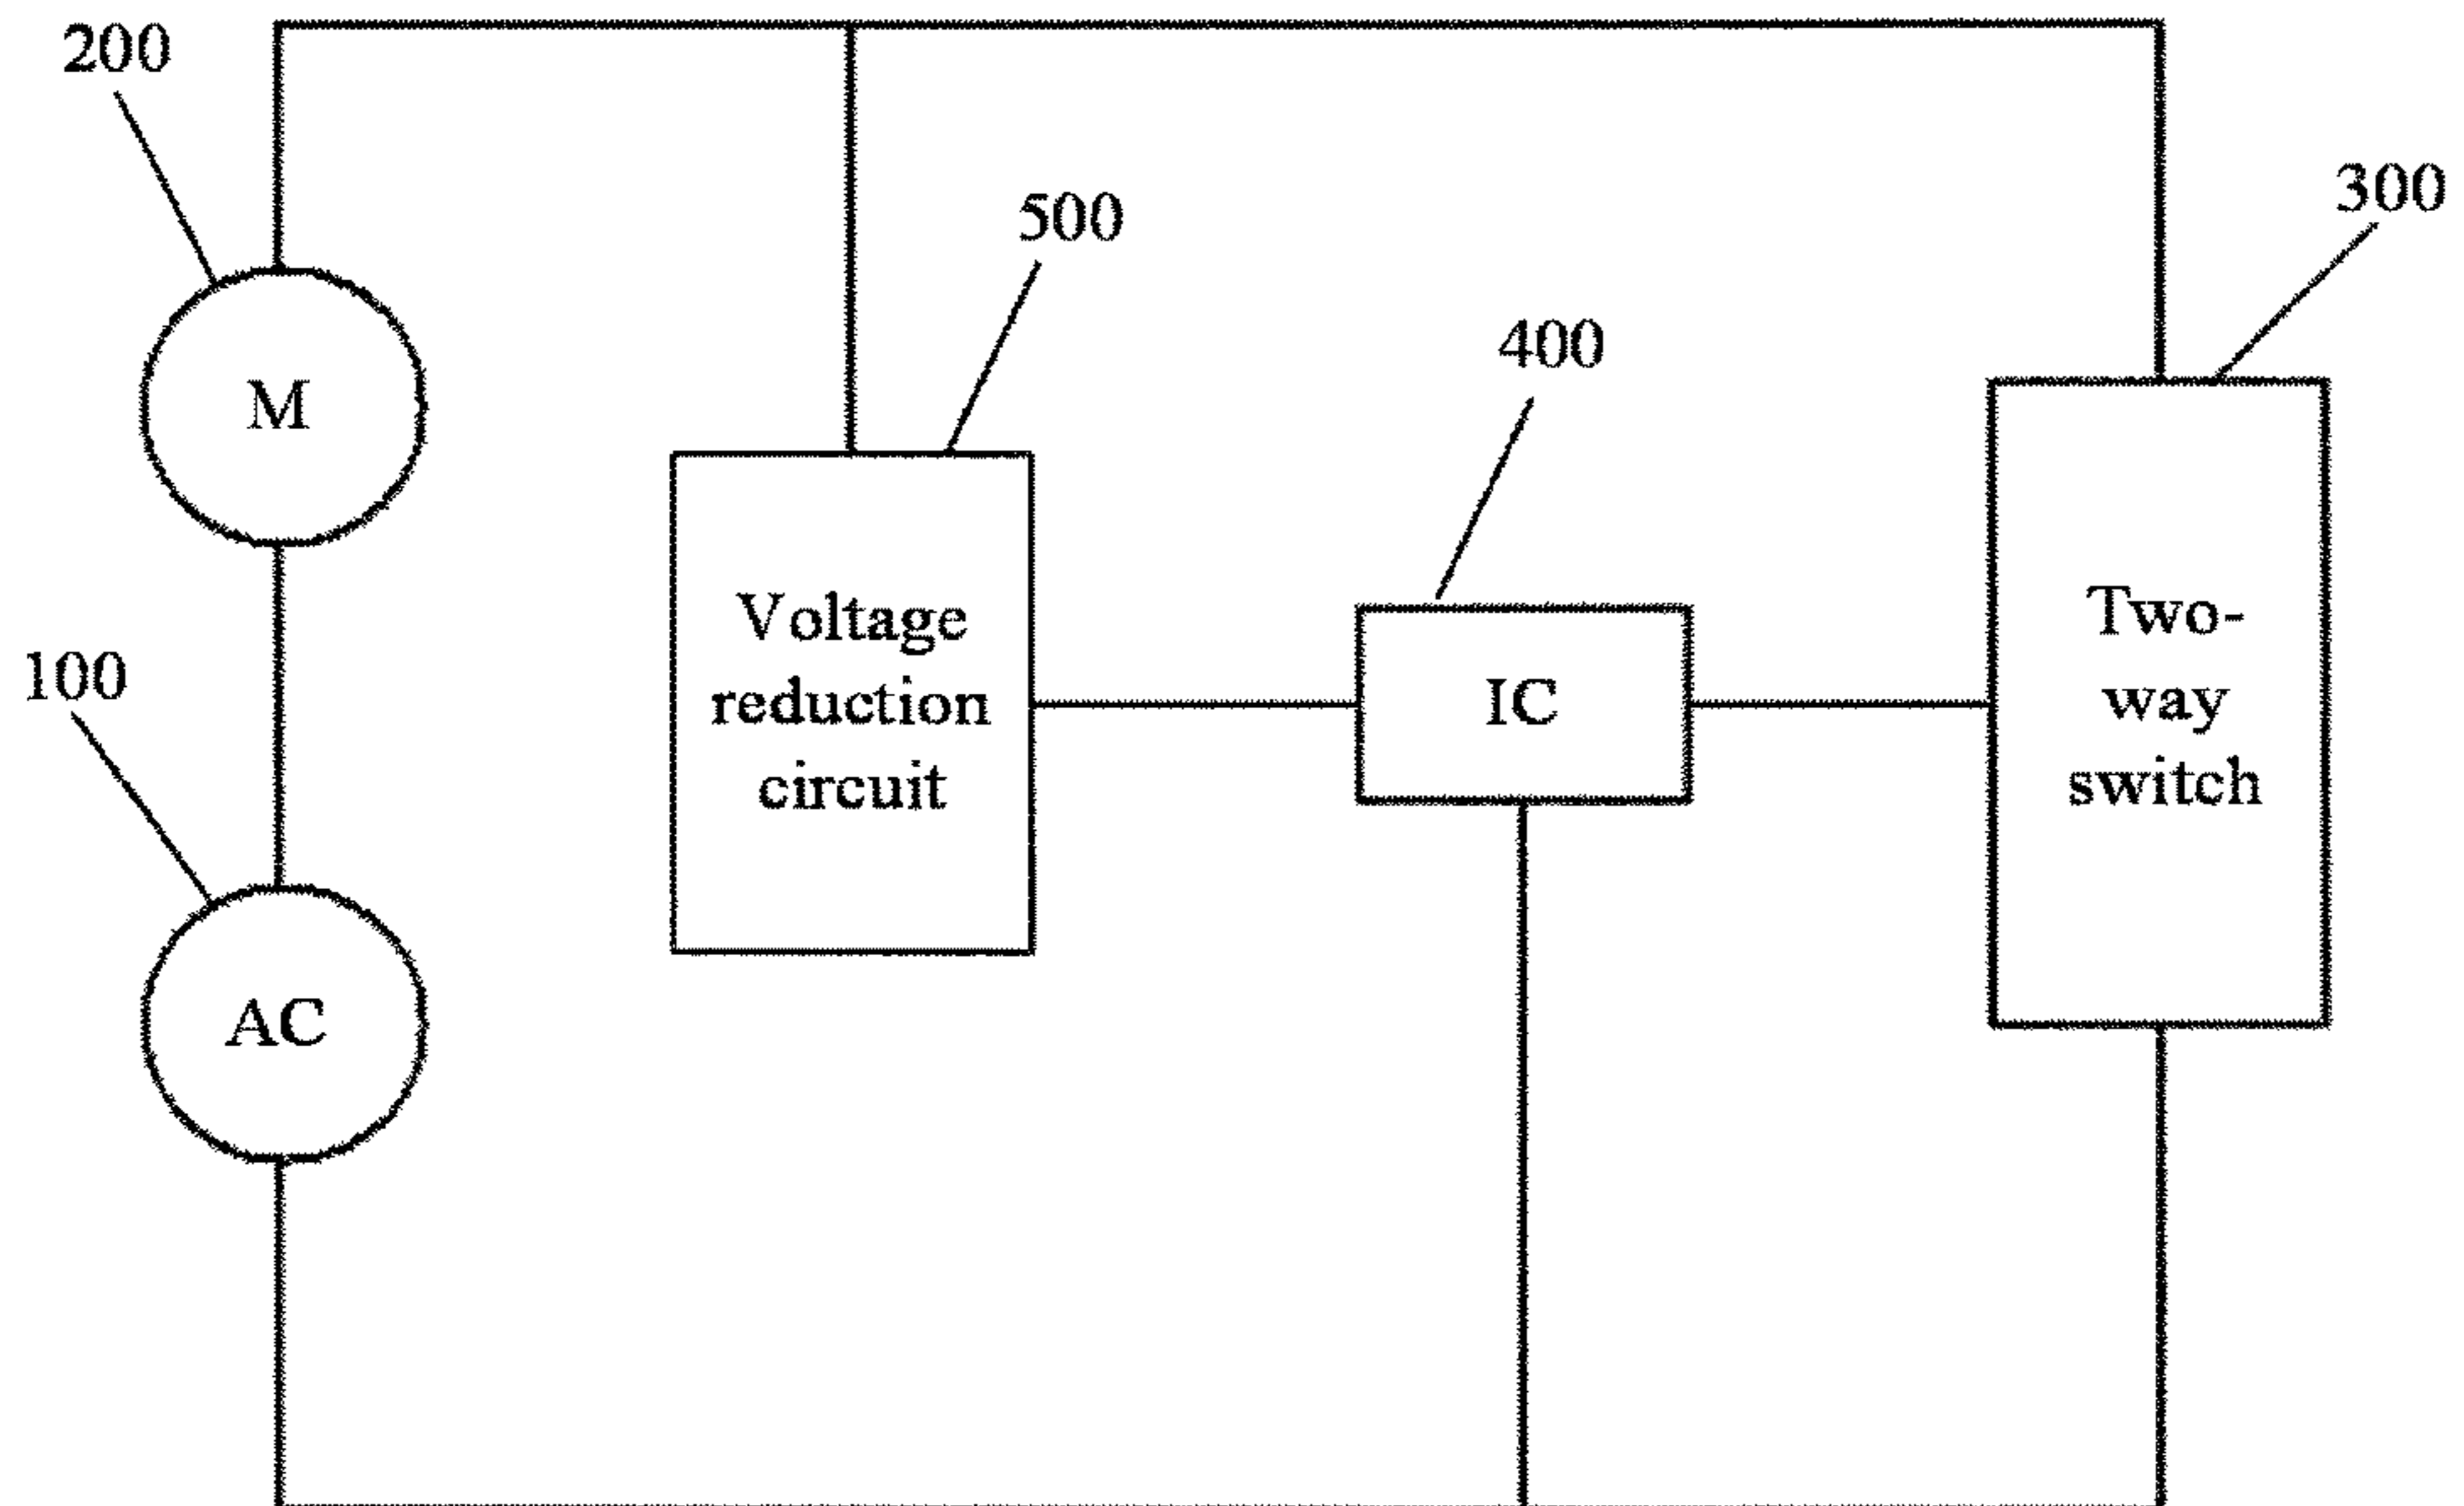 200
300
500
400
M
Voltage
reduction
circuit
IC
Two-
way
switch
100
AC